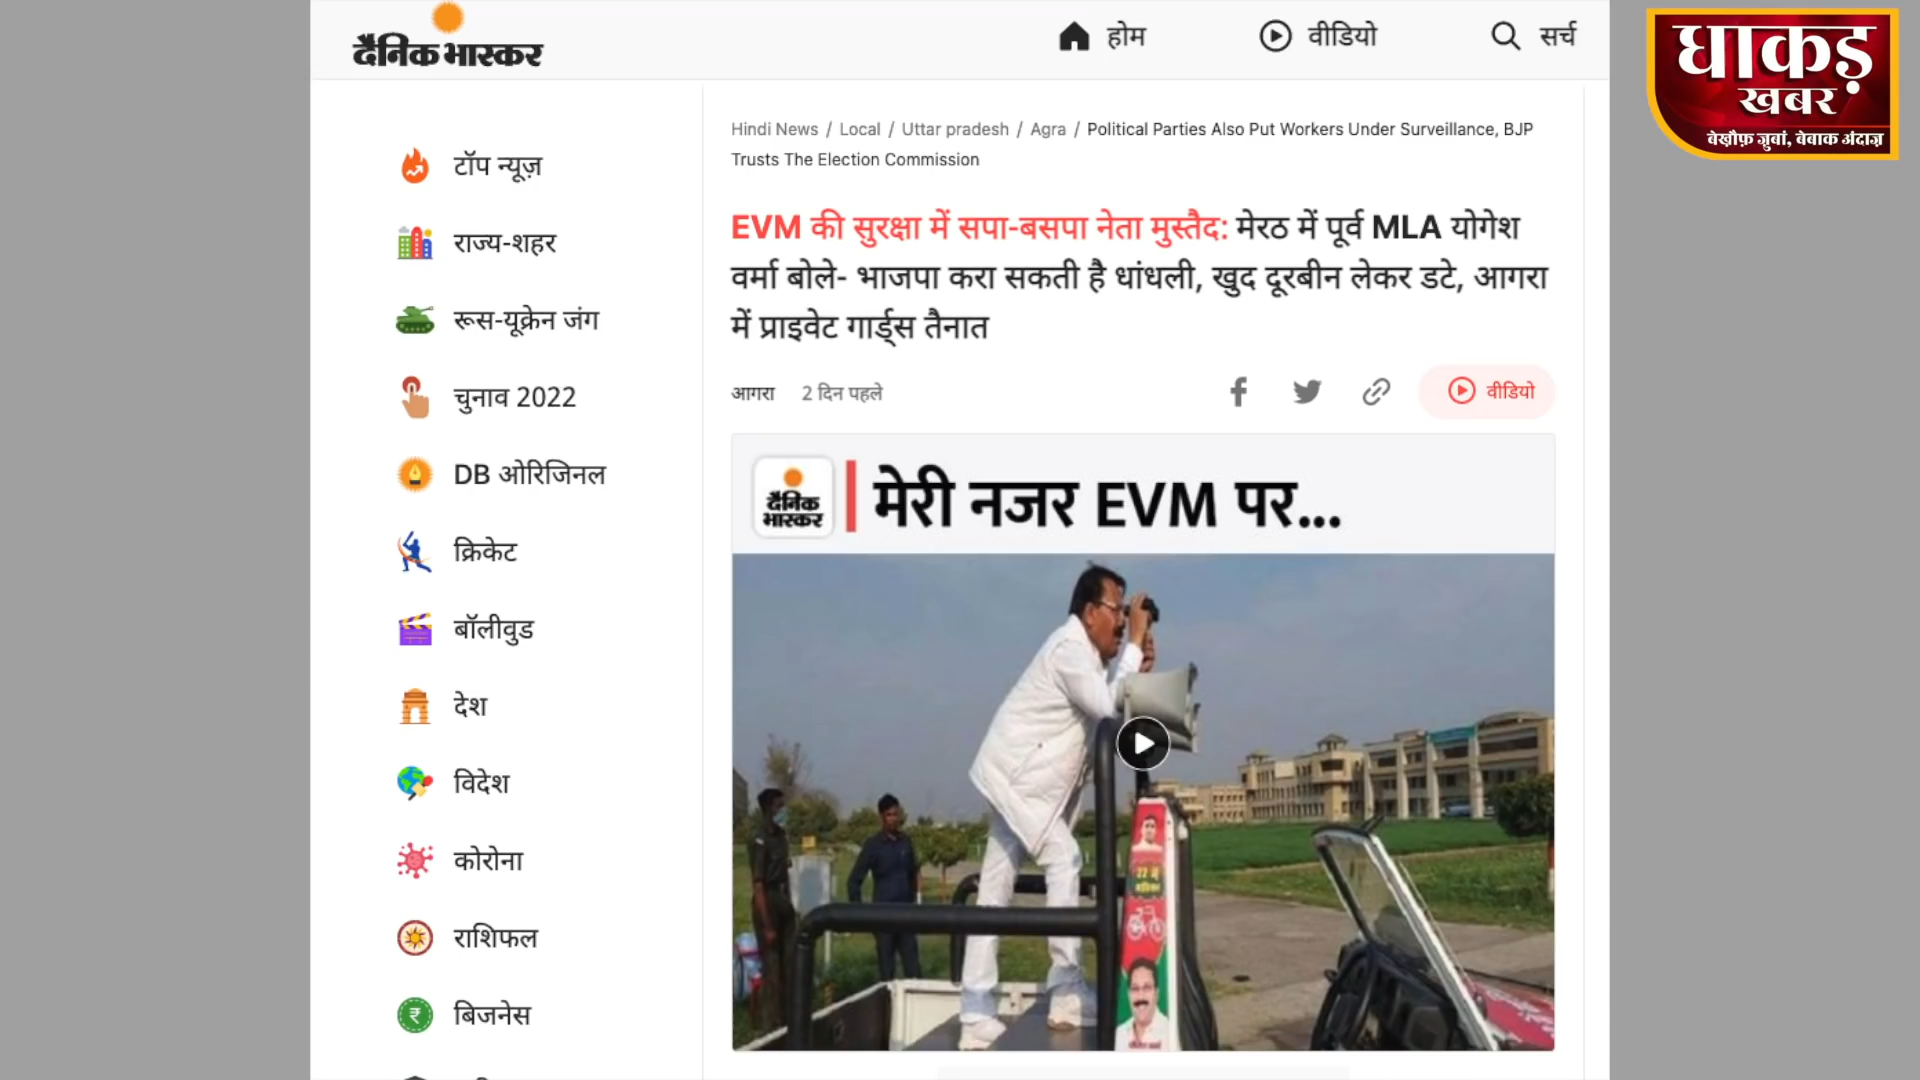 दैनिक भास्कर
होम
वीडियो
सर्च
धाकड़
खबर
बेख़ौफ़ जुबां, बेवाक अंदाज़
टॉप न्यूज़
राज्य-शहर
रूस-यूक्रेन जंग
चुनाव 2022
DB ओरिजिनल
क्रिकेट
बॉलीवुड
देश
विदेश
कोरोना
राशिफल
बिजनेस
Hindi News / Local / Uttar pradesh / Agra / Political Parties Also Put Workers Under Surveillance, BJP
Trusts The Election Commission
EVM की सुरक्षा में सपा-बसपा नेता मुस्तैद: मेरठ में पूर्व MLA योगेश
वर्मा बोले- भाजपा करा सकती है धांधली, खुद दूरबीन लेकर डटे, आगरा
में प्राइवेट गार्ड्स तैनात
आगरा 2 दिन पहले
वीडियो
दैनिक
भास्कर
मेरी नजर EVM पर...